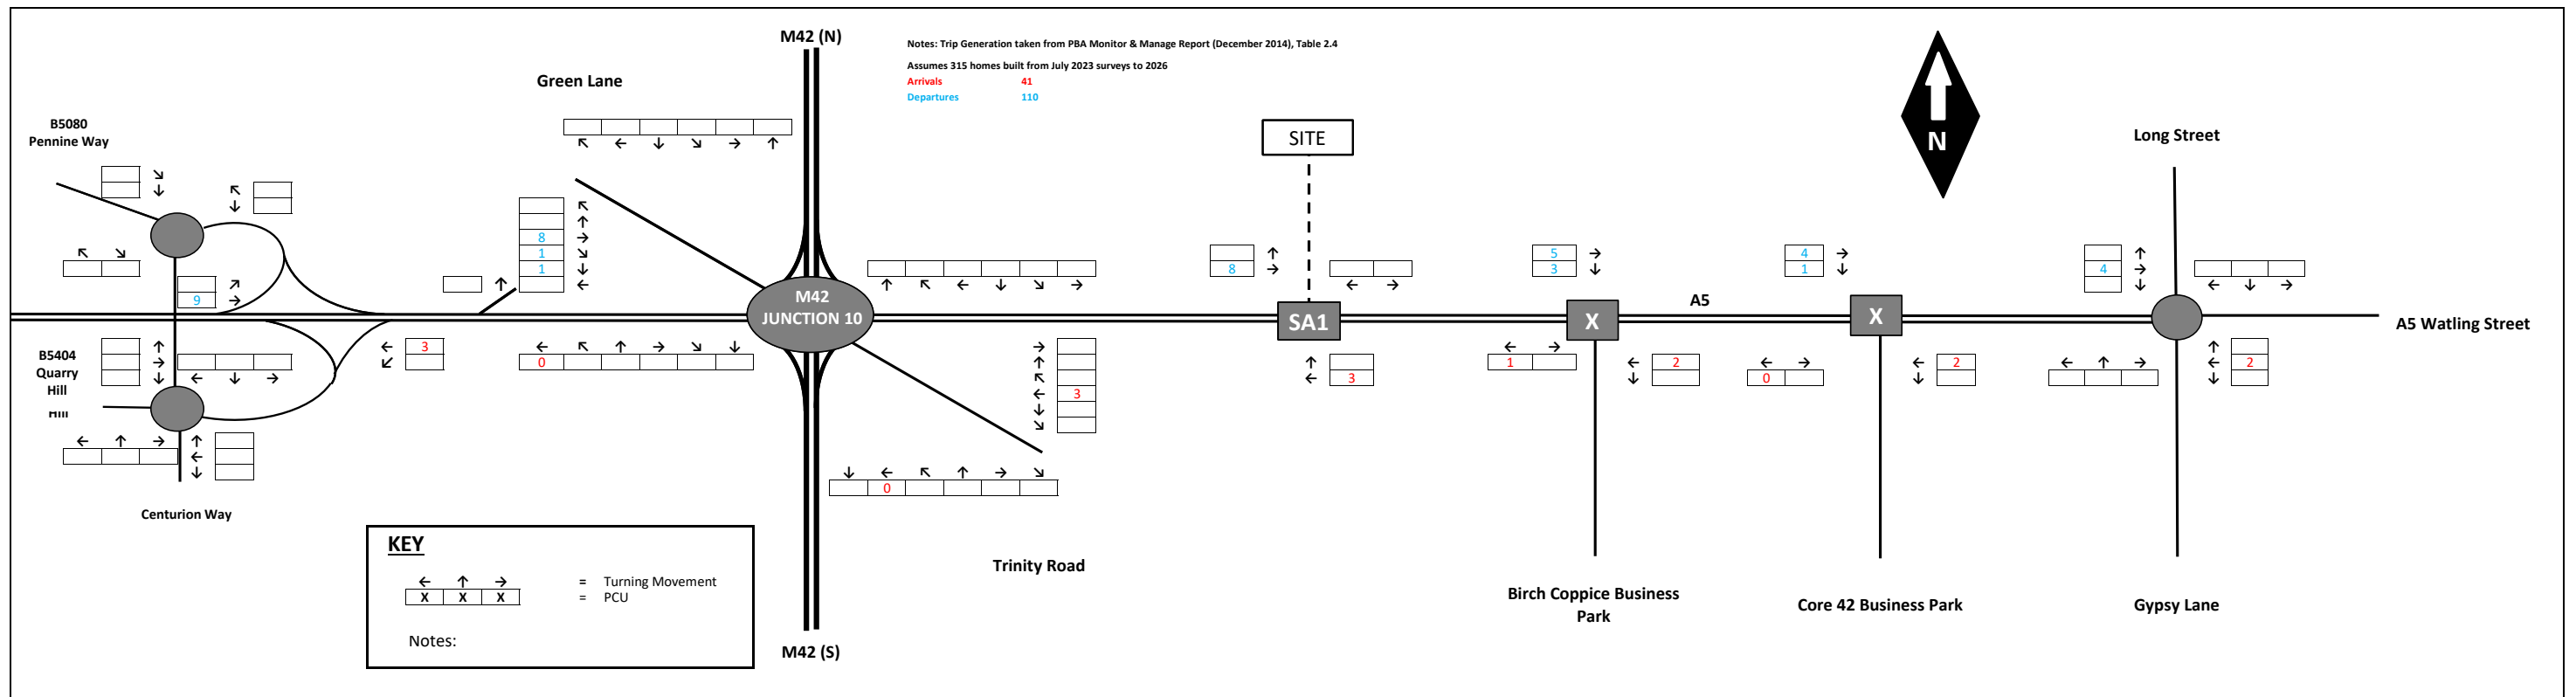 M42 (N)
Notes: Trip Generation taken from PBA Monitor & Manage Report (December 2014), Table 2.4
Assumes 315 homes built from July 2023 surveys to 2026
Arrivals 41
Departures 110
Green Lane
B5080
Pennine Way
SITE
N
Long Street
↖ ← ↓ ↘ → ↑
↘
↓
↖
↓
↖
↑
8 →
1 ↘
1 ↓
←
↖ ↘
↗
9 →
↑
↑ ↖ ← ↓ ↘ →
↑
8 →
← →
5 →
3 ↓
4 →
1 ↓
↑
4 →
↓
← ↓ →
M42
JUNCTION 10
SA1
X
A5
X
A5 Watling Street
B5404
Quarry
Hill
Hill
↑
→
↓
← ↓ →
← 3
↙
← ↖ ↑ → ↘ ↓
0
→
↑
↖
← 3
↓
↘
↑
← 3
← →
1
← 2
↓
← →
0
← 2
↓
← ↑ →
↑
← 2
↓
← ↑ →
↑
←
↓
↓ ← ↖ ↑ → ↘
0
Centurion Way
KEY
← ↑ → = Turning Movement
X X X = PCU
Notes:
Trinity Road
M42 (S)
Birch Coppice Business
Park
Core 42 Business Park
Gypsy Lane